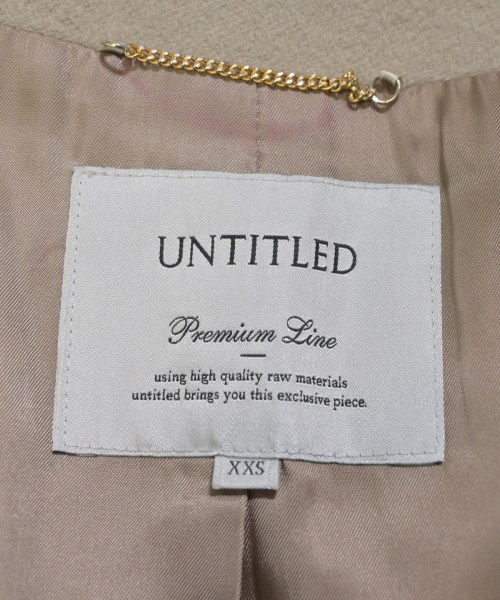 UNTITLED
Premium Line
using high quality raw materials
untitled brings you this exclusive piece.
XXS